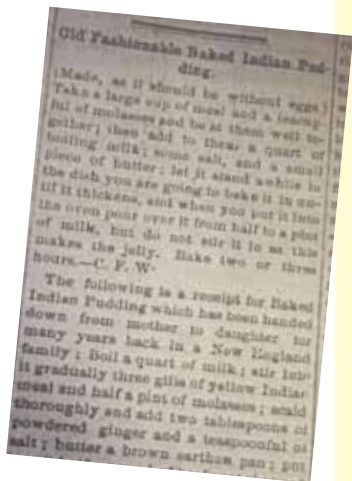 Old Fashionable Baked Indian Pud-
ding.
(Made, as it should be without eggs)
Take a large cup of meal and a teacup-
ful of molasses and beat them well to-
gether; then add to them a quart of
boiling milk; some salt, and a small
piece of butter; let it stand awhile in
the dish you are going to bake it in un-
til it thickens, and when you put it into
the oven pour over it from half to a pint
of milk, but do not stir it in as this
makes the jelly. Bake two or three
hours.—C. F. W.
The following is a receipt for Baked
Indian Pudding which has been handed
down from mother to daughter for
many years back in a New England
family; Boil a quart of milk; stir into
it gradually three gills of yellow Indian
meal and half a pint of molasses; scald
thoroughly and add two tablespoons of
powdered ginger and a teaspoonful of
salt; butter a brown earthen pan; put